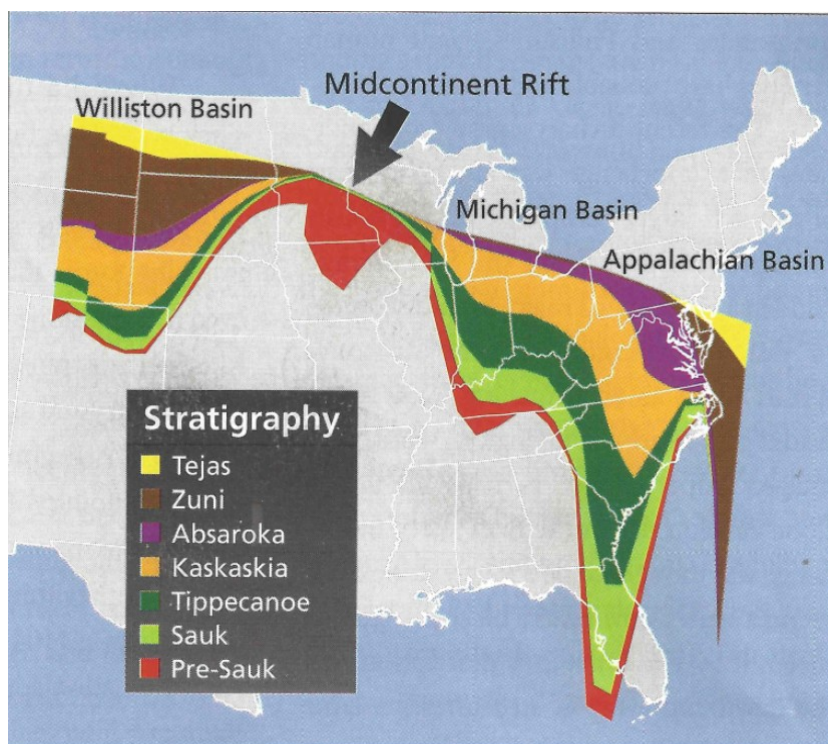 Midcontinent Rift
Williston Basin
Michigan Basin
Appalachian Basin
Stratigraphy
Tejas
Zuni
Absaroka
Kaskaskia
Tippecanoe
Sauk
Pre-Sauk